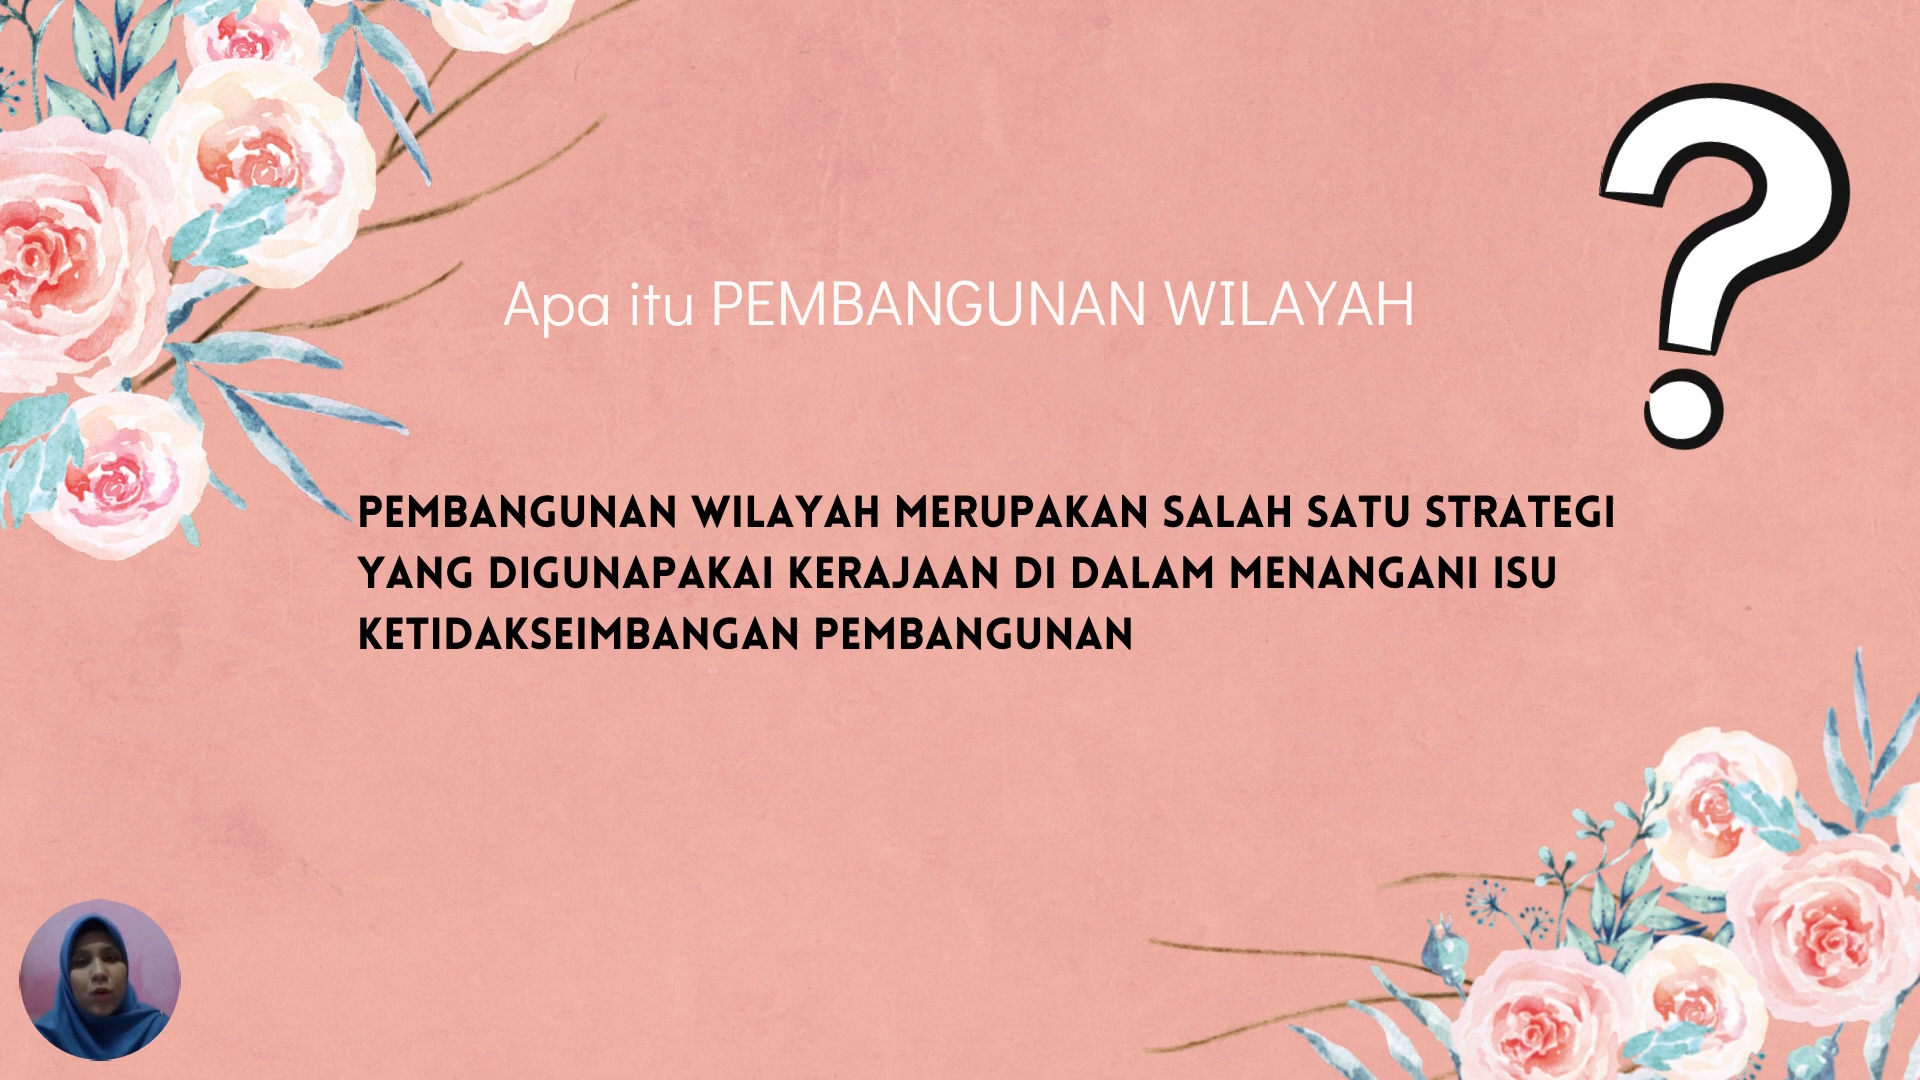 Apa itu PEMBANGUNAN WILAYAH
?
PEMBANGUNAN WILAYAH MERUPAKAN SALAH SATU STRATEGI
YANG DIGUNAPAKAI KERAJAAN DI DALAM MENANGANI ISU
KETIDAKSEIMBANGAN PEMBANGUNAN